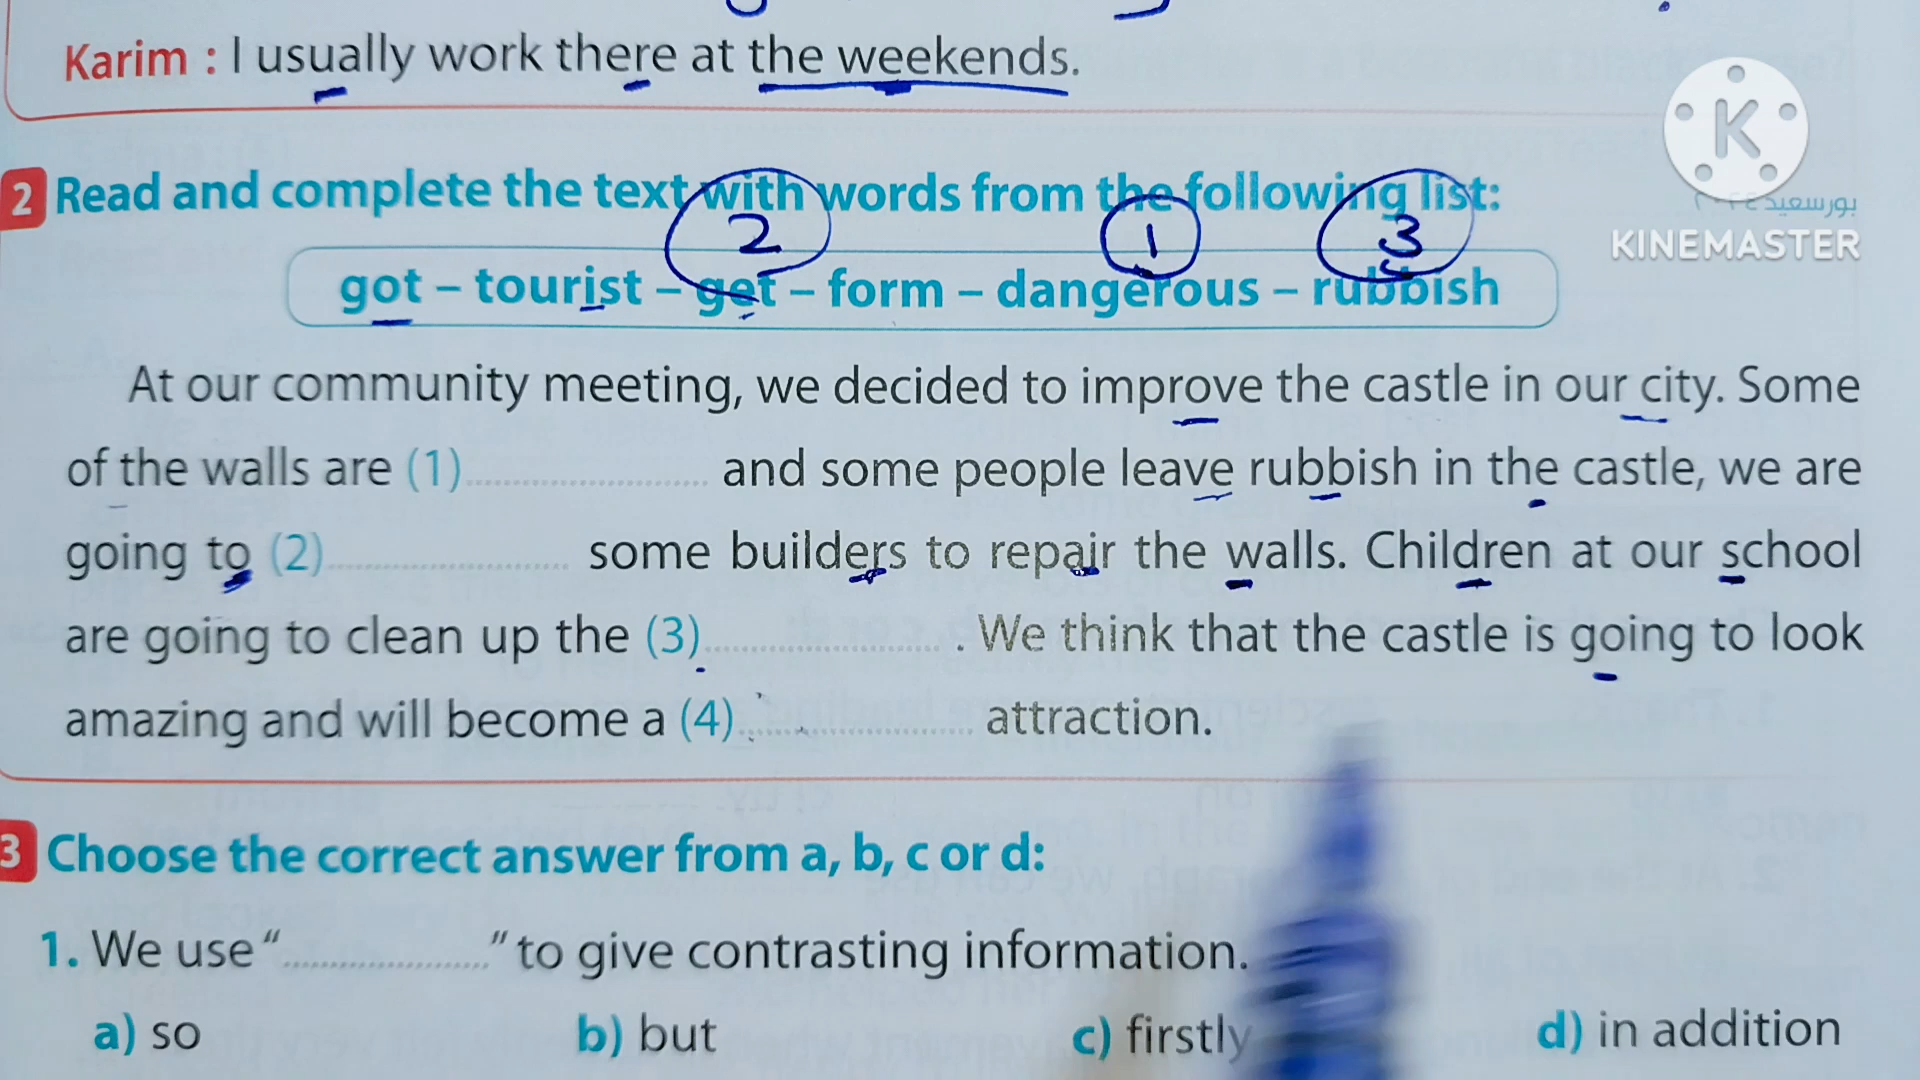 Karim : I usually work there at the weekends.
K
بورسعيد٢٠٢٤
KINEMASTER
2 Read and complete the text with words from the following list:
2 1 3
got – tourist – get – form – dangerous – rubbish
At our community meeting, we decided to improve the castle in our city. Some
of the walls are (1).................... and some people leave rubbish in the castle, we are
going to (2).................... some builders to repair the walls. Children at our school
are going to clean up the (3).................... . We think that the castle is going to look
amazing and will become a (4).................... attraction.
3 Choose the correct answer from a, b, c or d:
1. We use “....................” to give contrasting information.
a) so b) but c) firstly d) in addition